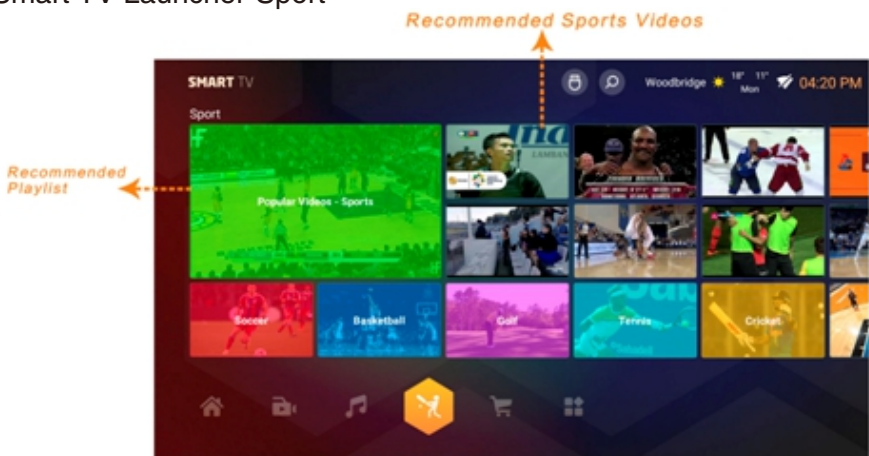 Smart TV Launcher Sport
Recommended Sports Videos
SMART TV
Woodbridge
18° 11°
Mon
04:20 PM
Sport
Recommended
Playlist
Popular Videos - Sports
LAMBAN
Soccer
Basketball
Golf
Tennis
Cricket